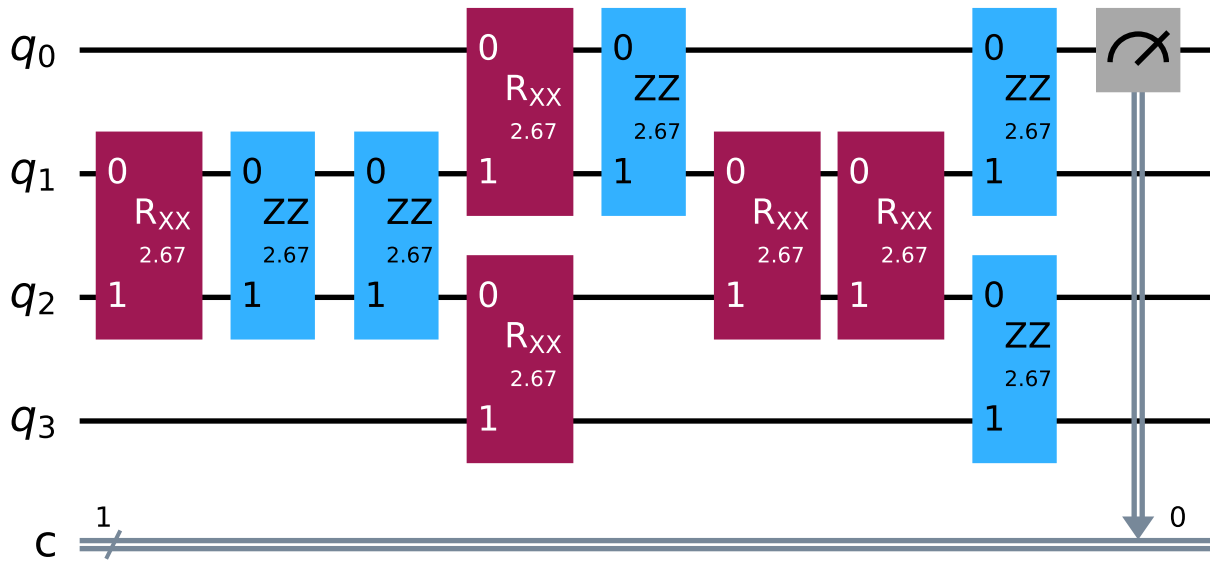 q0 0 0 0
RXX ZZ ZZ
2.67 2.67 2.67
q1 0 0 0 1 1 0 0 1
RXX ZZ ZZ RXX RXX
2.67 2.67 2.67 2.67 2.67
q2 1 1 1 0 1 1 0
RXX ZZ
2.67 2.67
q3 1 1
1 0
c